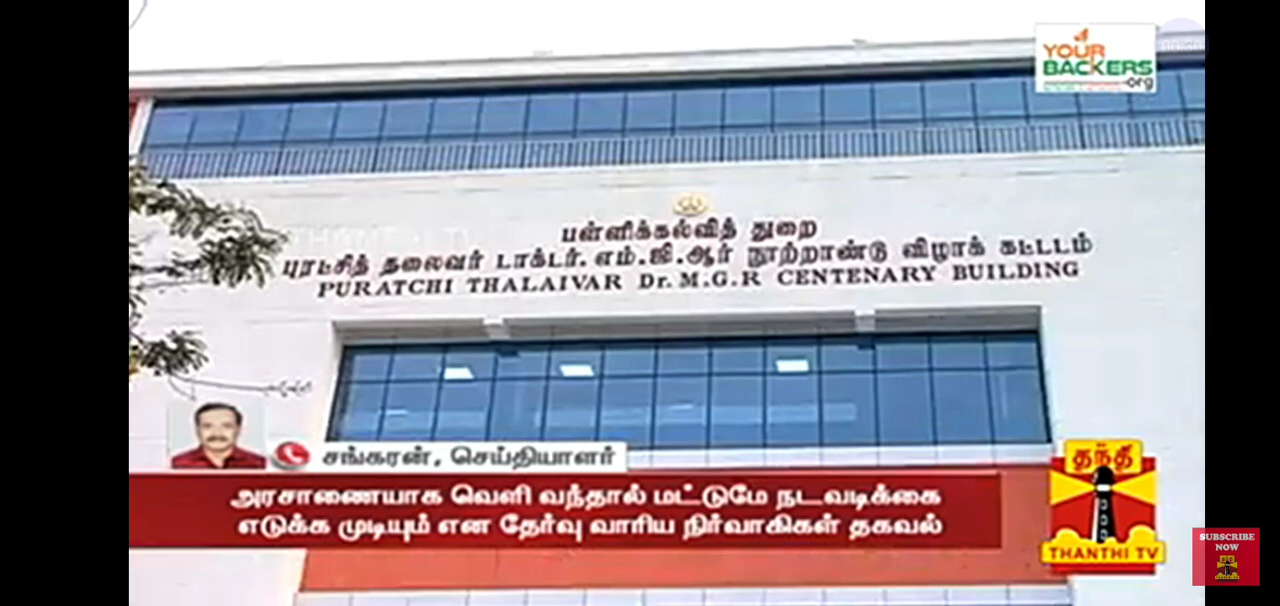 YOUR
BACKERS
.org
பள்ளிக்கல்வித் துறை
புரட்சித் தலைவர் டாக்டர். எம்.ஜி.ஆர் நூற்றாண்டு விழாக் கட்டடம்
PURATCHI THALAIVAR Dr. M.G.R CENTENARY BUILDING
சங்கரன், செய்தியாளர்
அரசாணையாக வெளி வந்தால் மட்டுமே நடவடிக்கை
எடுக்க முடியும் என தேர்வு வாரிய நிர்வாகிகள் தகவல்
தந்தி
THANTHI TV
SUBSCRIBE
NOW